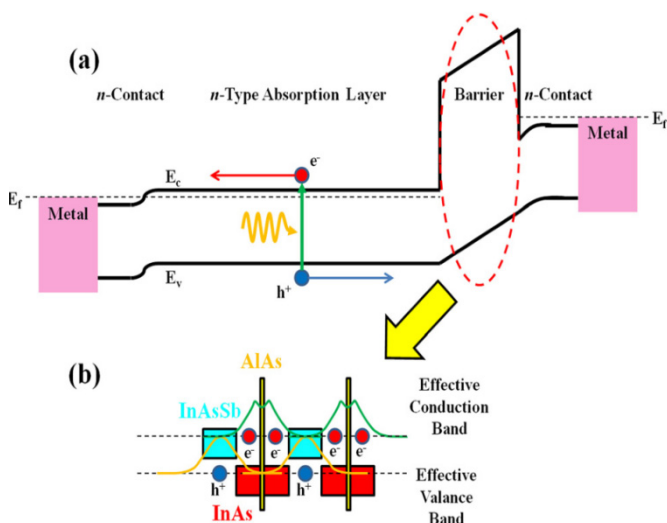 (a)
n-Contact
n-Type Absorption Layer
Barrier
n-Contact
Ef
Metal
e-
Ec
Ef
Metal
Ev
h+
(b)
AlAs
InAsSb
Effective
Conduction
Band
e- e- e- e-
h+ h+
InAs
Effective
Valance
Band